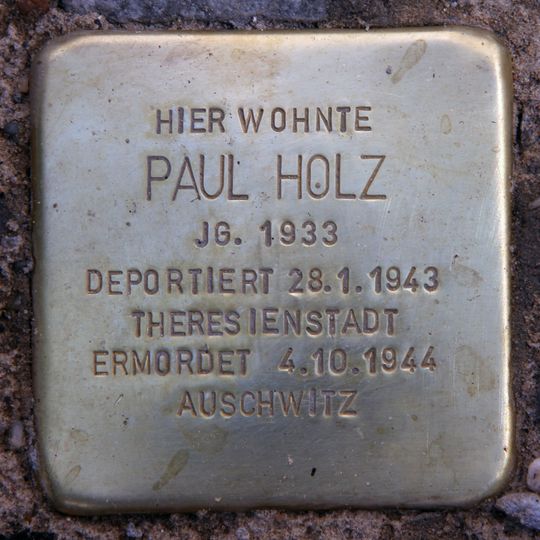 HIER WOHNTE
PAUL HOLZ
JG. 1933
DEPORTIERT 28.1.1943
THERESIENSTADT
ERMORDET 4.10.1944
AUSCHWITZ